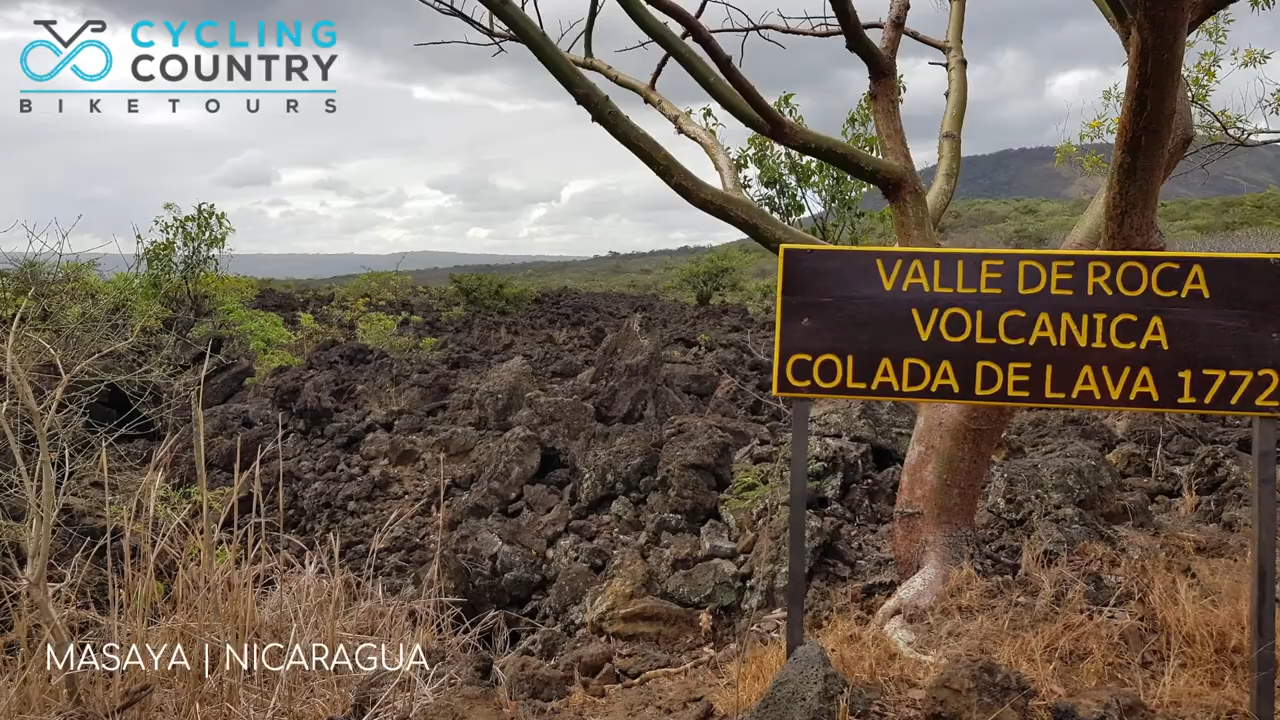 CYCLING
COUNTRY
BIKE TOURS
VALLE DE ROCA
VOLCANICA
COLADA DE LAVA 1772
MASAYA | NICARAGUA